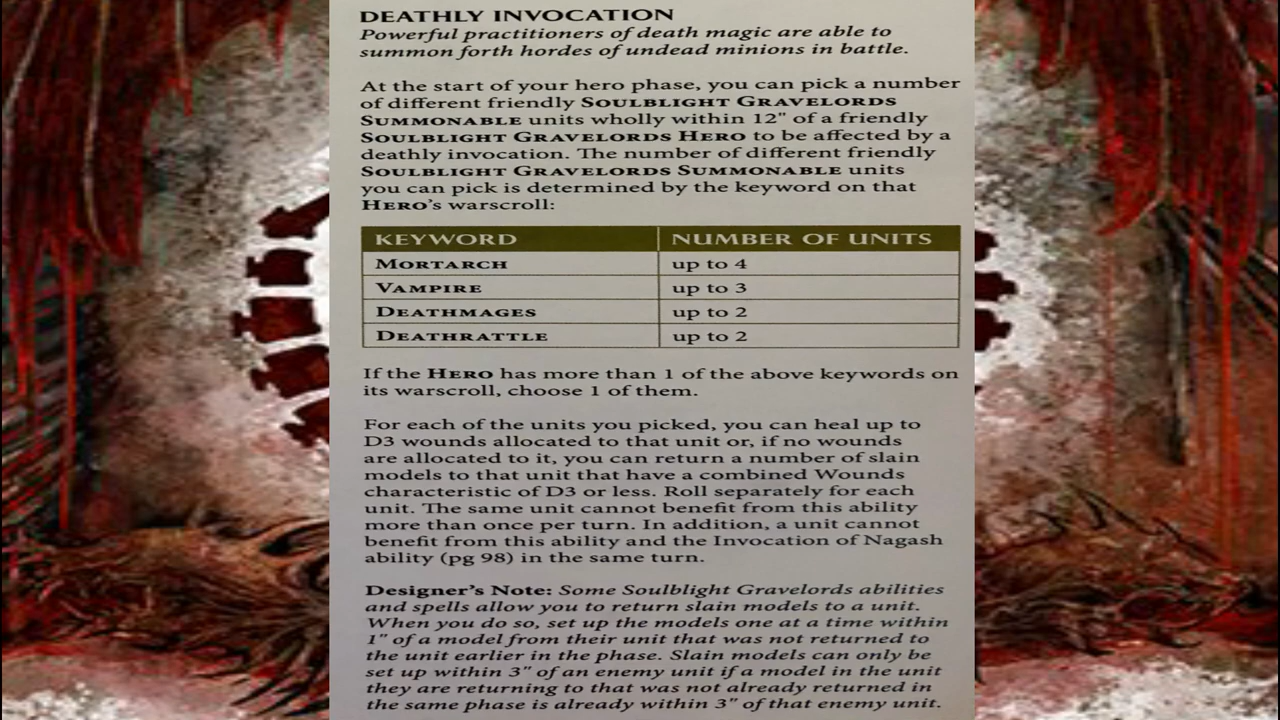 DEATHLY INVOCATION
Powerful practitioners of death magic are able to
summon forth hordes of undead minions in battle.
At the start of your hero phase, you can pick a number
of different friendly SOULBLIGHT GRAVELORDS
SUMMONABLE units wholly within 12" of a friendly
SOULBLIGHT GRAVELORDS HERO to be affected by a
deathly invocation. The number of different friendly
SOULBLIGHT GRAVELORDS SUMMONABLE units
you can pick is determined by the keyword on that
HERO's warscroll:
KEYWORD NUMBER OF UNITS
MORTARCH up to 4
VAMPIRE up to 3
DEATHMAGES up to 2
DEATHRATTLE up to 2
If the HERO has more than 1 of the above keywords on
its warscroll, choose 1 of them.
For each of the units you picked, you can heal up to
D3 wounds allocated to that unit or, if no wounds
are allocated to it, you can return a number of slain
models to that unit that have a combined Wounds
characteristic of D3 or less. Roll separately for each
unit. The same unit cannot benefit from this ability
more than once per turn. In addition, a unit cannot
benefit from this ability and the Invocation of Nagash
ability (pg 98) in the same turn.
Designer's Note: Some Soulblight Gravelords abilities
and spells allow you to return slain models to a unit.
When you do so, set up the models one at a time within
1" of a model from their unit that was not returned to
the unit earlier in the phase. Slain models can only be
set up within 3" of an enemy unit if a model in the unit
they are returning to that was not already returned in
the same phase is already within 3" of that enemy unit.